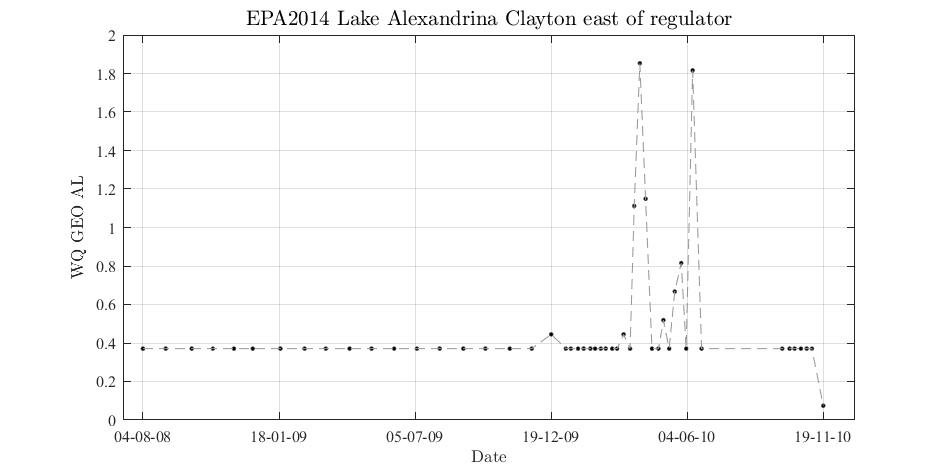 EPA2014 Lake Alexandrina Clayton east of regulator
WQ GEO AL
2
1.8
1.6
1.4
1.2
1
0.8
0.6
0.4
0.2
0
04-08-08 18-01-09 05-07-09 19-12-09 04-06-10 19-11-10
Date